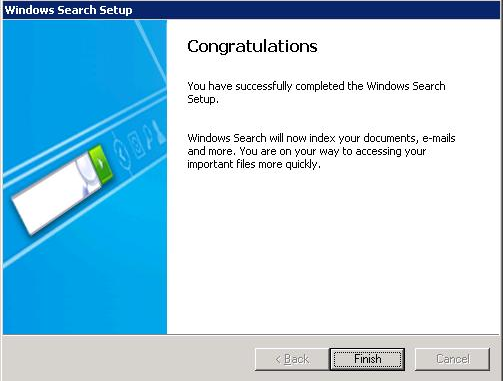 Windows Search Setup
Congratulations
You have successfully completed the Windows Search
Setup.
Windows Search will now index your documents, e-mails
and more. You are on your way to accessing your
important files more quickly.
< Back
Finish
Cancel